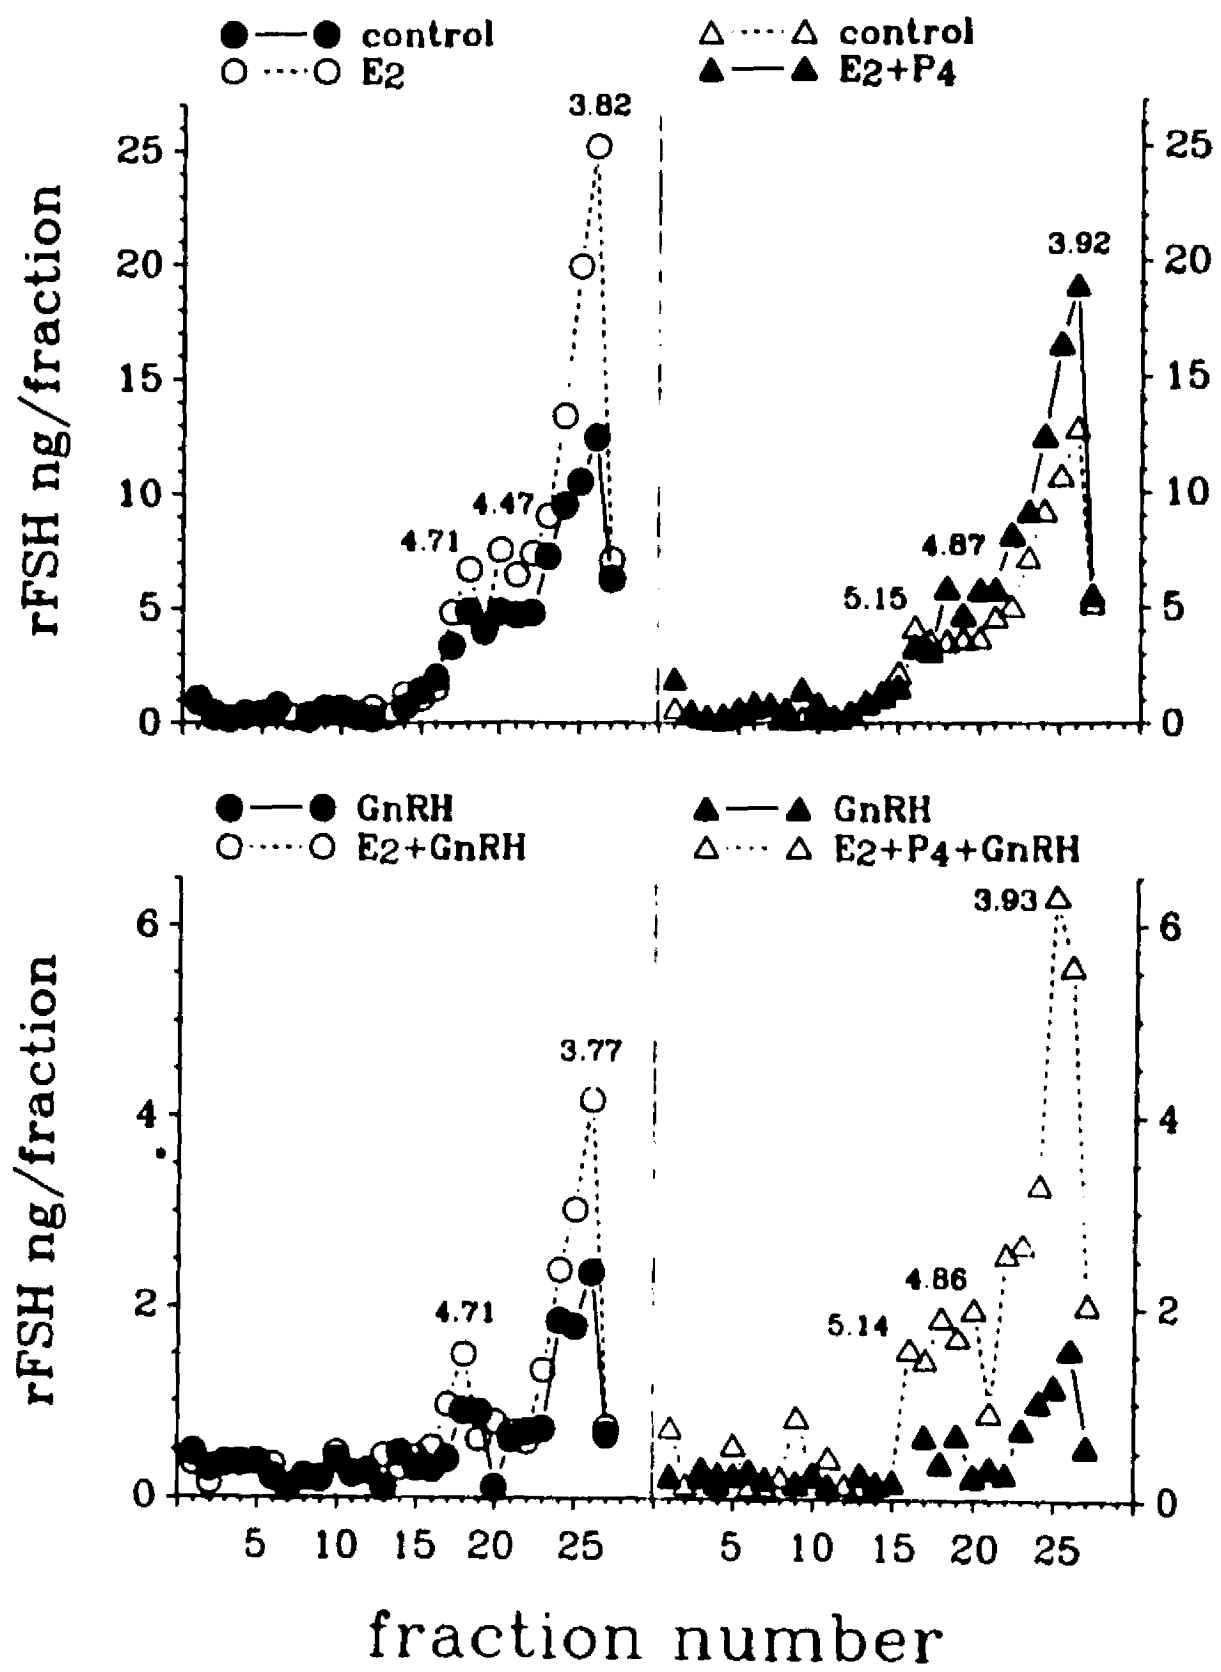 control
E2
control
E2+P4
rFSH ng/fraction
25
20
15
10
5
0
3.82
4.47
4.71
3.92
4.87
5.15
25
20
15
10
5
0
GnRH
E2+GnRH
GnRH
E2+P4+GnRH
rFSH ng/fraction
6
4
2
0
3.77
4.71
3.93
4.86
5.14
6
4
2
0
5 10 15 20 25
5 10 15 20 25
fraction number